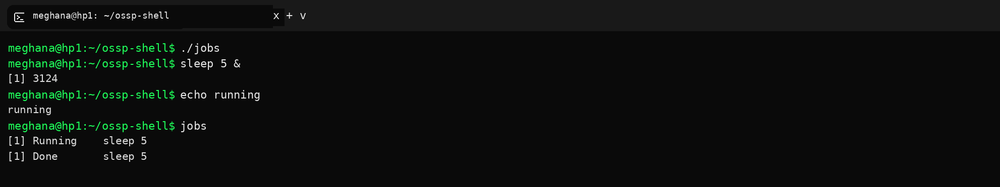 meghana@hp1: ~/ossp-shell x + v
meghana@hp1:~/ossp-shell$ ./jobs
meghana@hp1:~/ossp-shell$ sleep 5 &
[1] 3124
meghana@hp1:~/ossp-shell$ echo running
running
meghana@hp1:~/ossp-shell$ jobs
[1] Running    sleep 5
[1] Done       sleep 5